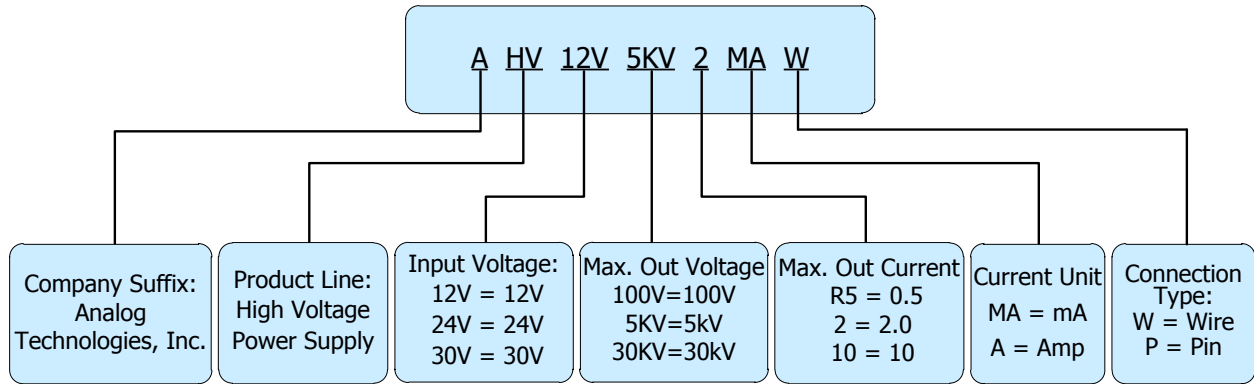 A HV 12V 5KV 2 MA W
Company Suffix:
Analog
Technologies, Inc.
Product Line:
High Voltage
Power Supply
Input Voltage:
12V = 12V
24V = 24V
30V = 30V
Max. Out Voltage
100V=100V
5KV=5kV
30KV=30kV
Max. Out Current
R5 = 0.5
2 = 2.0
10 = 10
Current Unit
MA = mA
A = Amp
Connection
Type:
W = Wire
P = Pin